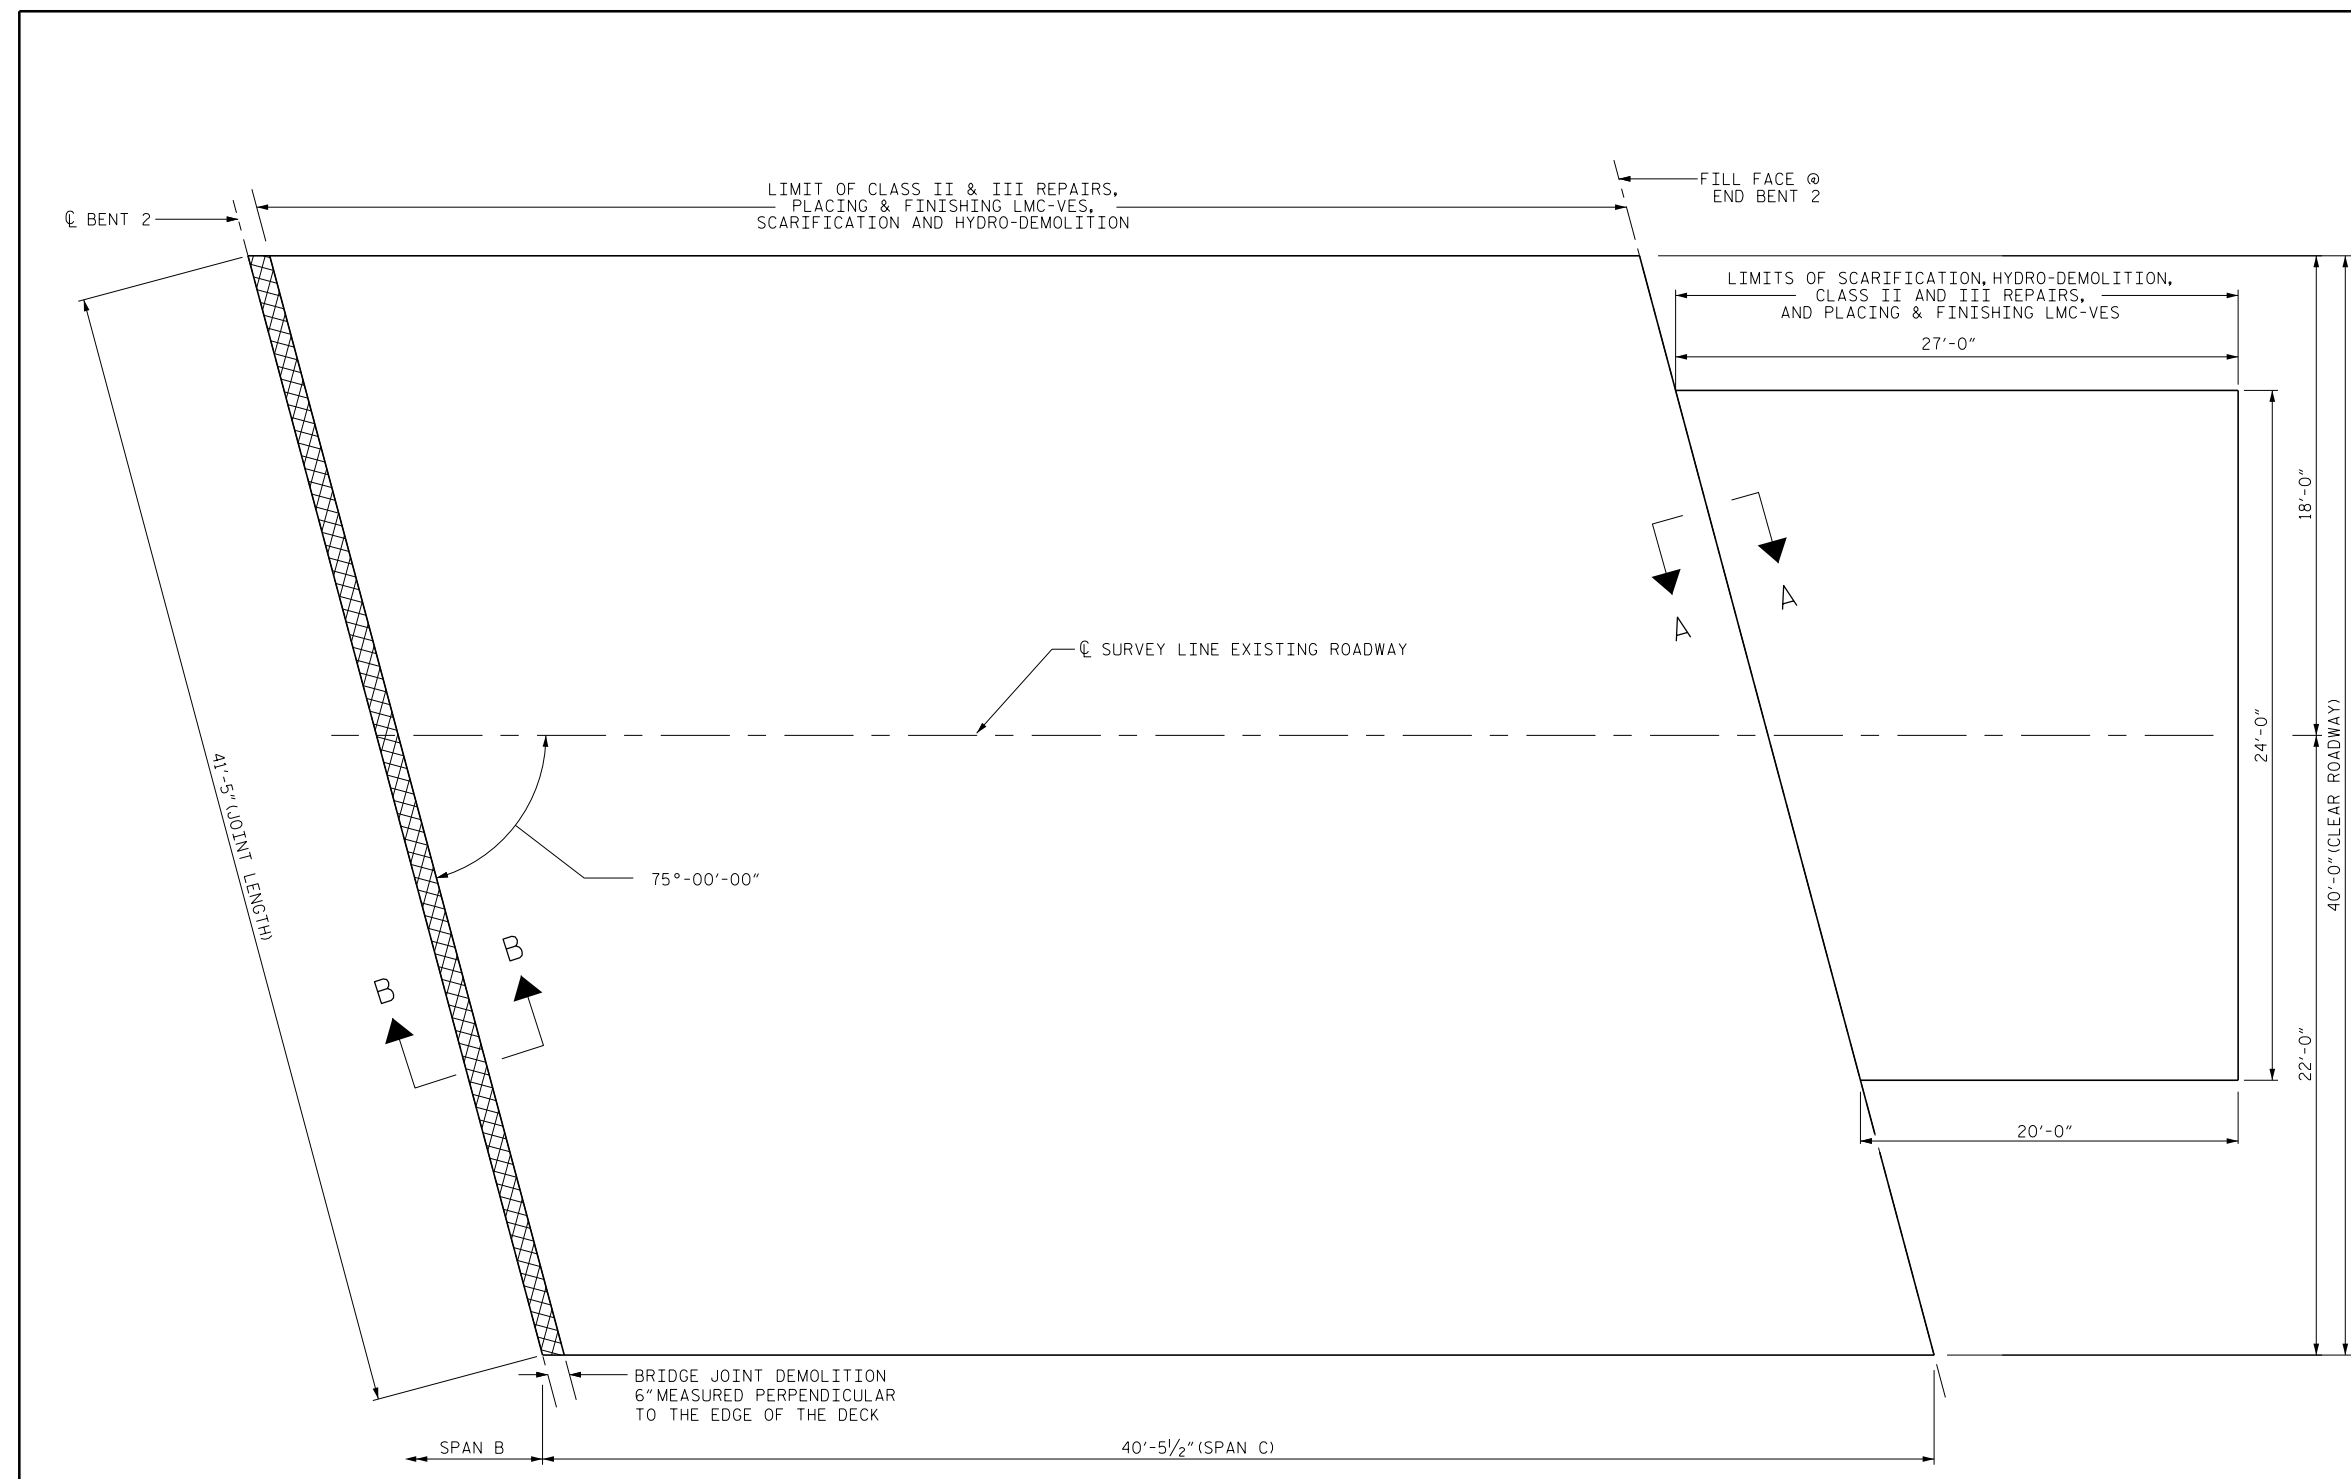 LIMIT OF CLASS II & III REPAIRS,
PLACING & FINISHING LMC-VES,
SCARIFICATION AND HYDRO-DEMOLITION
FILL FACE @
END BENT 2
℄ BENT 2
LIMITS OF SCARIFICATION, HYDRO-DEMOLITION,
CLASS II AND III REPAIRS,
AND PLACING & FINISHING LMC-VES
27'-0"
18'-0"
A
A
℄ SURVEY LINE EXISTING ROADWAY
24'-0"
40'-0" (CLEAR ROADWAY)
41'-5" (JOINT LENGTH)
75°-00'-00"
B
B
22'-0"
20'-0"
BRIDGE JOINT DEMOLITION
6" MEASURED PERPENDICULAR
TO THE EDGE OF THE DECK
SPAN B
40'-5½" (SPAN C)